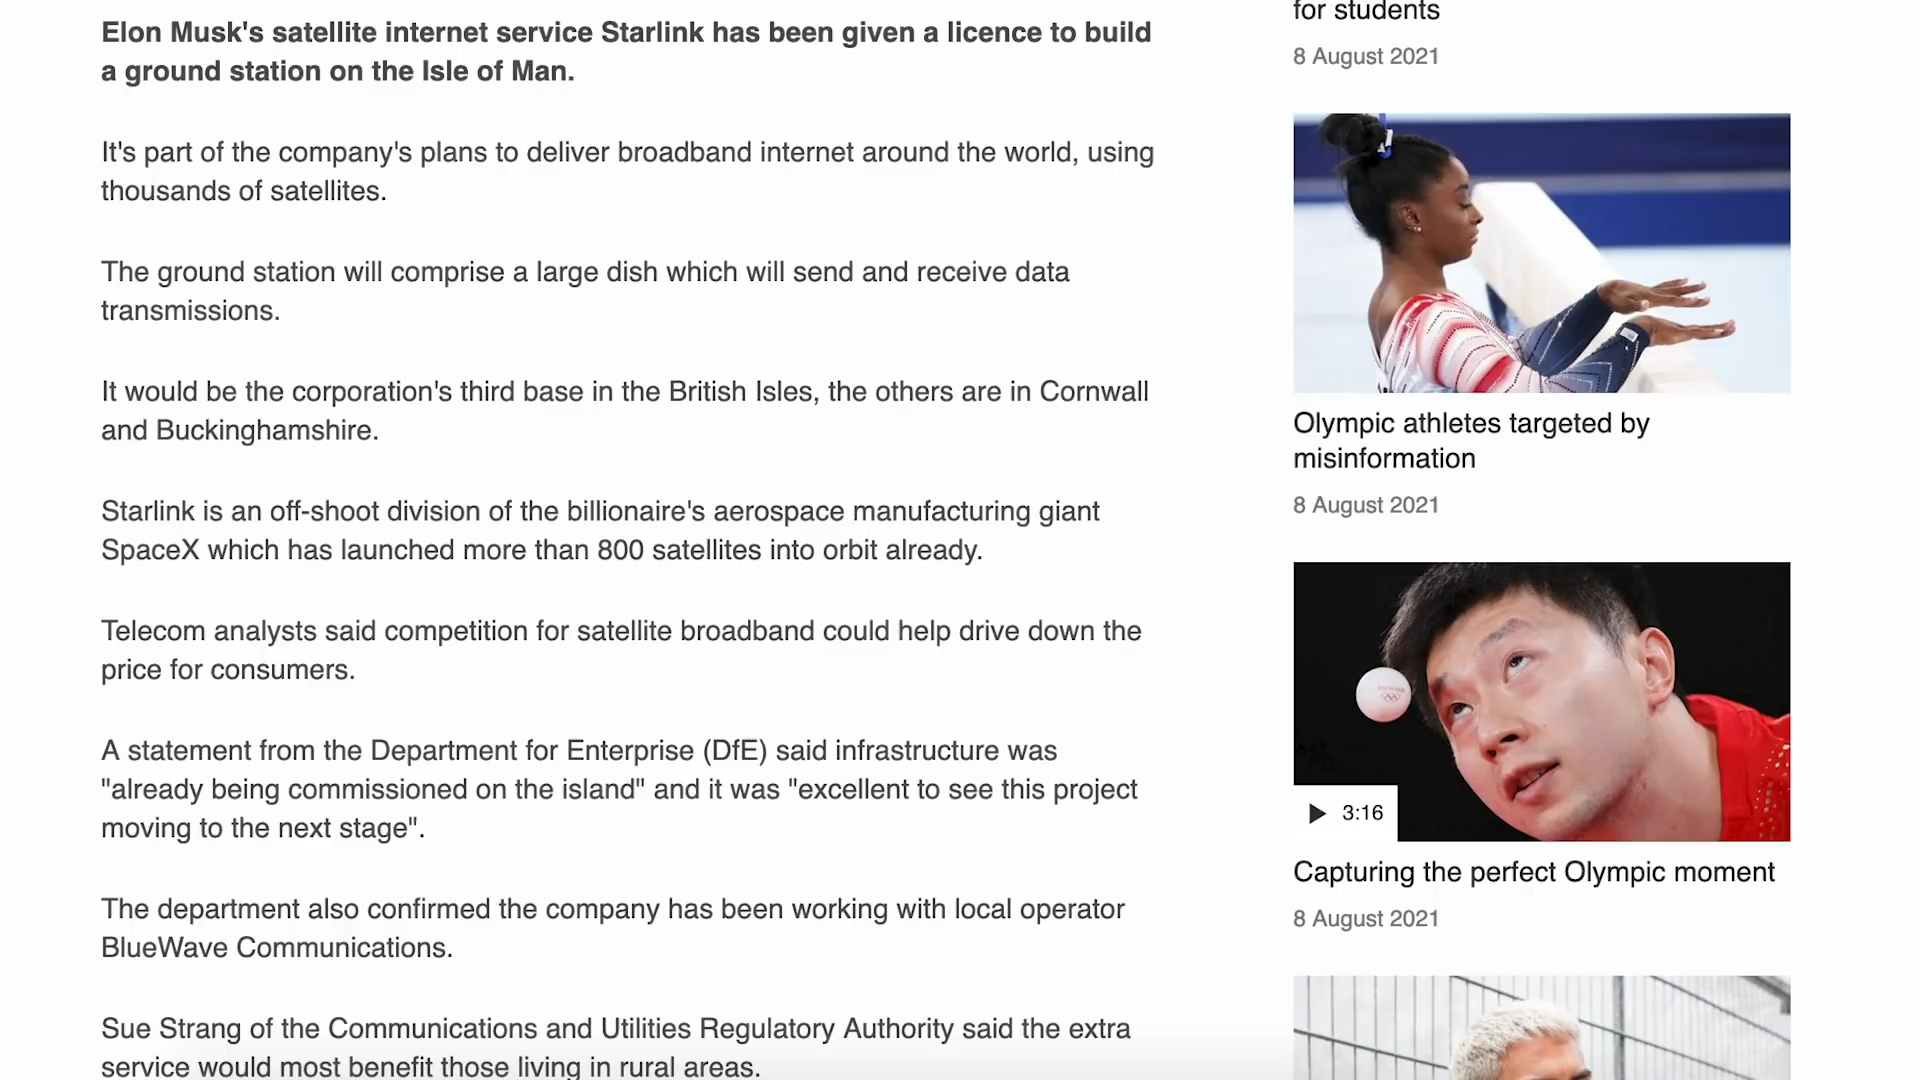 Elon Musk's satellite internet service Starlink has been given a licence to build
a ground station on the Isle of Man.
It's part of the company's plans to deliver broadband internet around the world, using
thousands of satellites.
The ground station will comprise a large dish which will send and receive data
transmissions.
It would be the corporation's third base in the British Isles, the others are in Cornwall
and Buckinghamshire.
Starlink is an off-shoot division of the billionaire's aerospace manufacturing giant
SpaceX which has launched more than 800 satellites into orbit already.
Telecom analysts said competition for satellite broadband could help drive down the
price for consumers.
A statement from the Department for Enterprise (DfE) said infrastructure was
"already being commissioned on the island" and it was "excellent to see this project
moving to the next stage".
The department also confirmed the company has been working with local operator
BlueWave Communications.
Sue Strang of the Communications and Utilities Regulatory Authority said the extra
service would most benefit those living in rural areas.
for students
8 August 2021
Olympic athletes targeted by
misinformation
8 August 2021
3:16
Capturing the perfect Olympic moment
8 August 2021